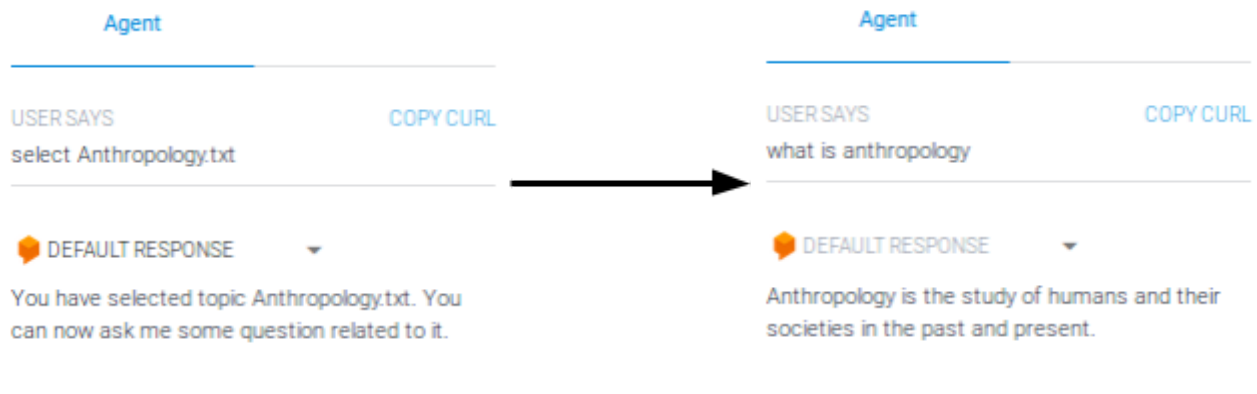 Agent
USER SAYS COPY CURL
select Anthropology.txt
DEFAULT RESPONSE
You have selected topic Anthropology.txt. You
can now ask me some question related to it.
Agent
USER SAYS COPY CURL
what is anthropology
DEFAULT RESPONSE
Anthropology is the study of humans and their
societies in the past and present.